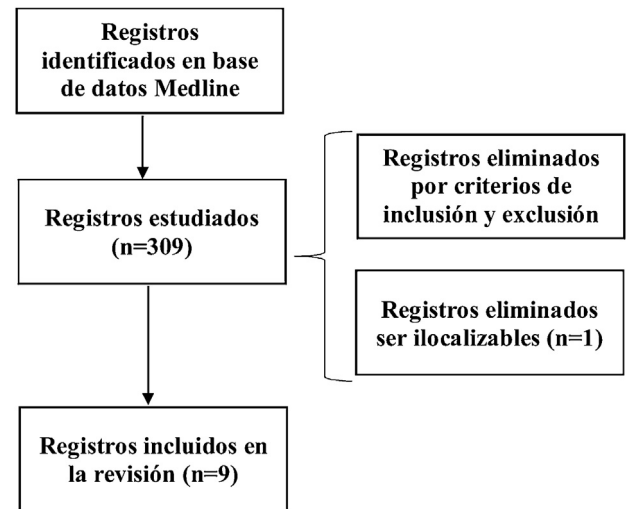 Registros
identificados en base
de datos Medline
Registros estudiados
(n=309)
Registros eliminados
por criterios de
inclusión y exclusión
Registros eliminados
ser ilocalizables (n=1)
Registros incluidos en
la revisión (n=9)